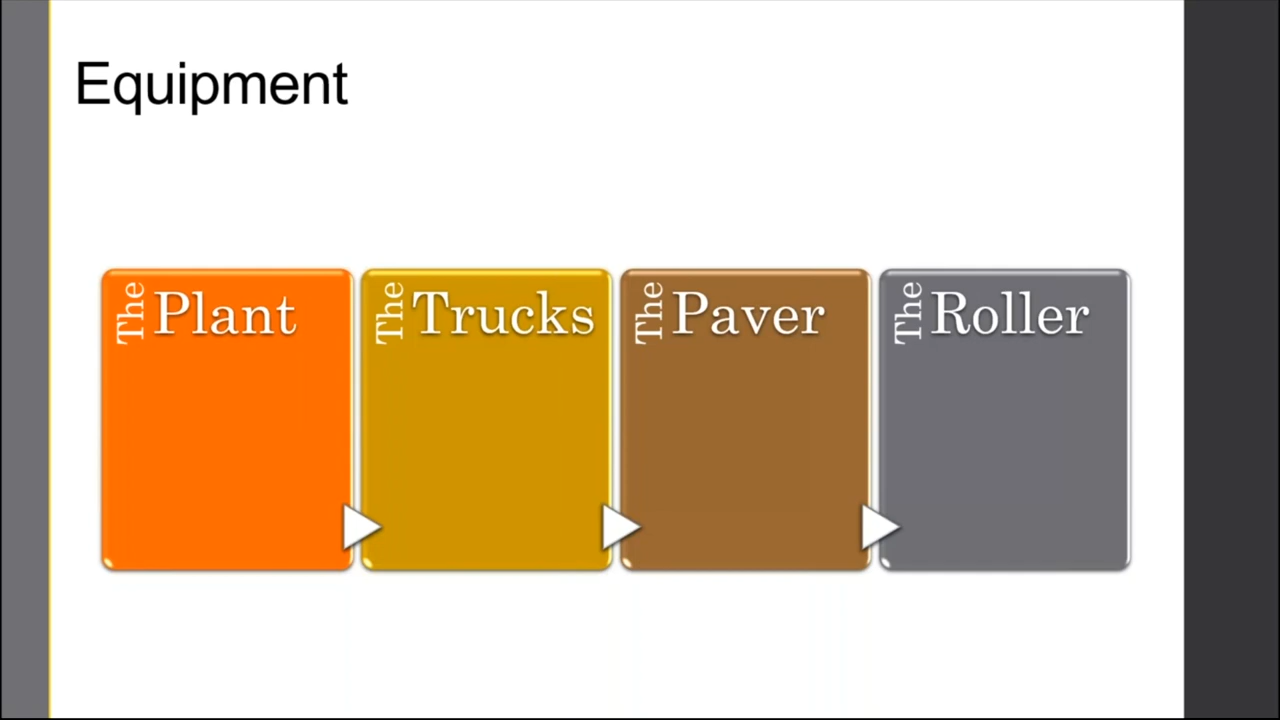 Equipment
The Plant
The Trucks
The Paver
The Roller